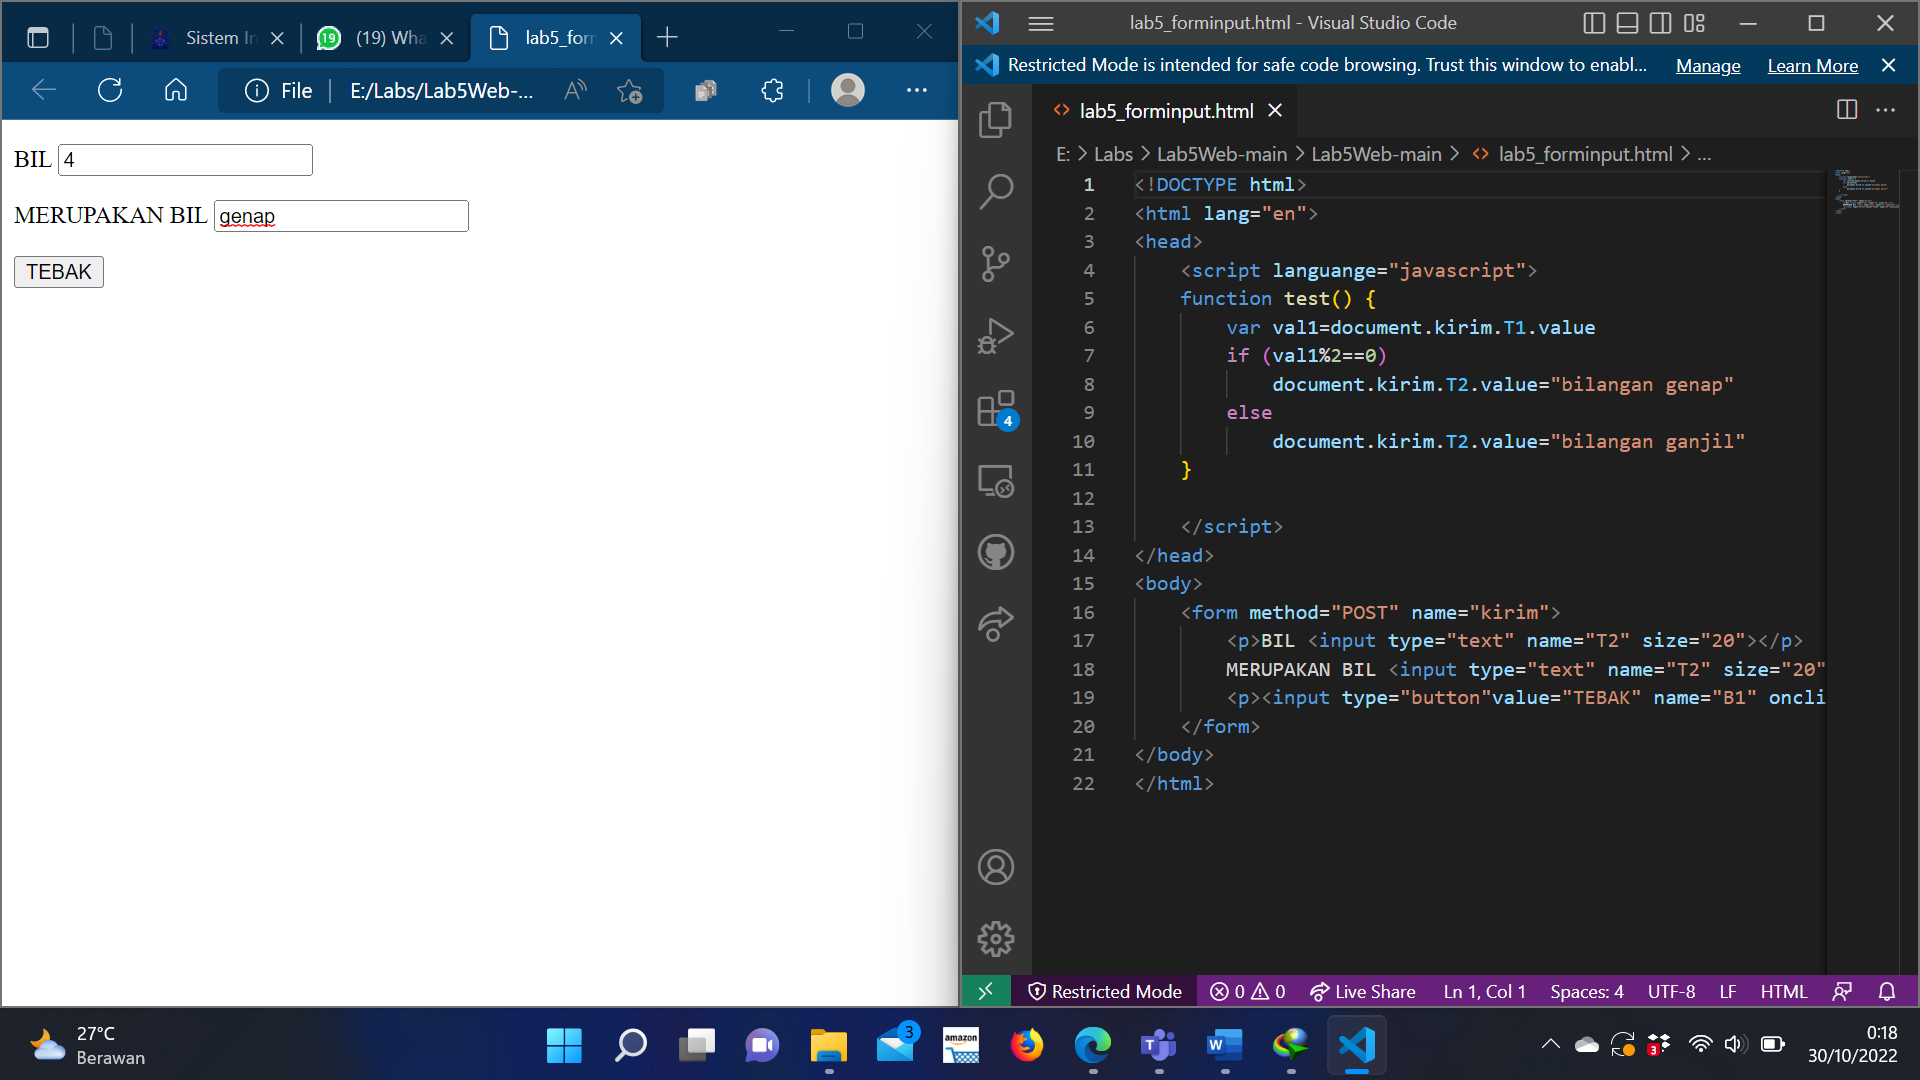 Sistem In
(19) Wha
lab5_forn
File
E:/Labs/Lab5Web-...
BIL 4
MERUPAKAN BIL genap
TEBAK
lab5_forminput.html - Visual Studio Code
Restricted Mode is intended for safe code browsing. Trust this window to enabl...
Manage
Learn More
lab5_forminput.html
E: > Labs > Lab5Web-main > Lab5Web-main > <> lab5_forminput.html > ...
1 <!DOCTYPE html>
2 <html lang="en">
3 <head>
4 <script languange="javascript">
5 function test() {
6 var val1=document.kirim.T1.value
7 if (val1%2==0)
8 document.kirim.T2.value="bilangan genap"
9 else
10 document.kirim.T2.value="bilangan ganjil"
11 }
12
13 </script>
14 </head>
15 <body>
16 <form method="POST" name="kirim">
17 <p>BIL <input type="text" name="T2" size="20"></p>
18 MERUPAKAN BIL <input type="text" name="T2" size="20"
19 <p><input type="button"value="TEBAK" name="B1" oncli
20 </form>
21 </body>
22 </html>
4
Restricted Mode
0
0
Live Share
Ln 1, Col 1
Spaces: 4
UTF-8
LF
HTML
27°C
Berawan
3
amazon
3
0:18
30/10/2022